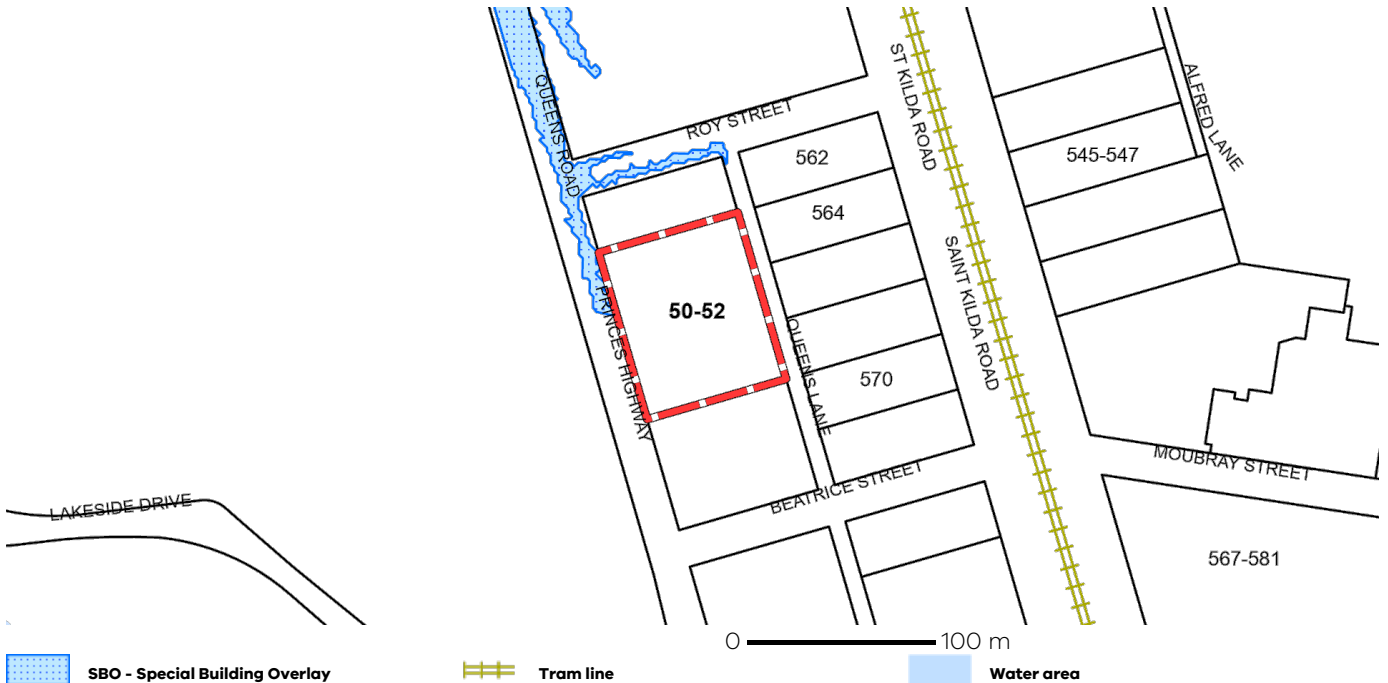 QUEENS ROAD
ROY STREET
ST KILDA ROAD
ALFRED LANE
562
545-547
564
SAINT KILDA ROAD
50-52
PRINCES HIGHWAY
QUEENS LANE
570
MOUBRAY STREET
BEATRICE STREET
LAKESIDE DRIVE
567-581
0 100 m
SBO - Special Building Overlay Tram line Water area